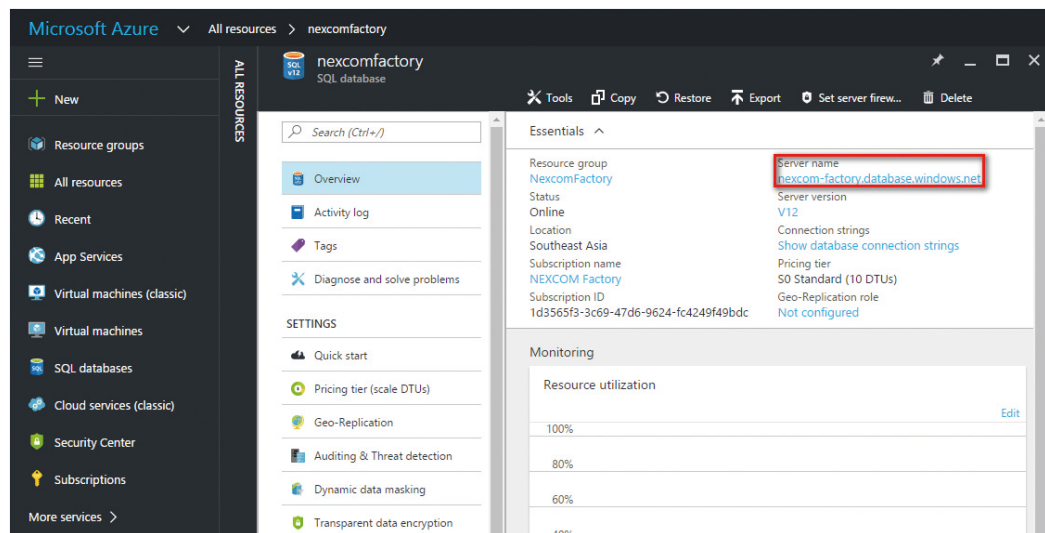 Microsoft Azure All resources > nexcomfactory
New
Resource groups
All resources
Recent
App Services
Virtual machines (classic)
Virtual machines
SQL databases
Cloud services (classic)
Security Center
Subscriptions
More services >
ALL RESOURCES
SQL
V12
nexcomfactory
SQL database
Tools Copy Restore Export Set server firew... Delete
Search (Ctrl+/)
Overview
Activity log
Tags
Diagnose and solve problems
SETTINGS
Quick start
Pricing tier (scale DTUs)
Geo-Replication
Auditing & Threat detection
Dynamic data masking
Transparent data encryption
Essentials
Resource group
NexcomFactory
Status
Online
Location
Southeast Asia
Subscription name
NEXCOM Factory
Subscription ID
1d3565f3-3c69-47d6-9624-fc4249f49bdc
Server name
nexcom-factory.database.windows.net
Server version
V12
Connection strings
Show database connection strings
Pricing tier
S0 Standard (10 DTUs)
Geo-Replication role
Not configured
Monitoring
Resource utilization
Edit
100%
80%
60%
40%